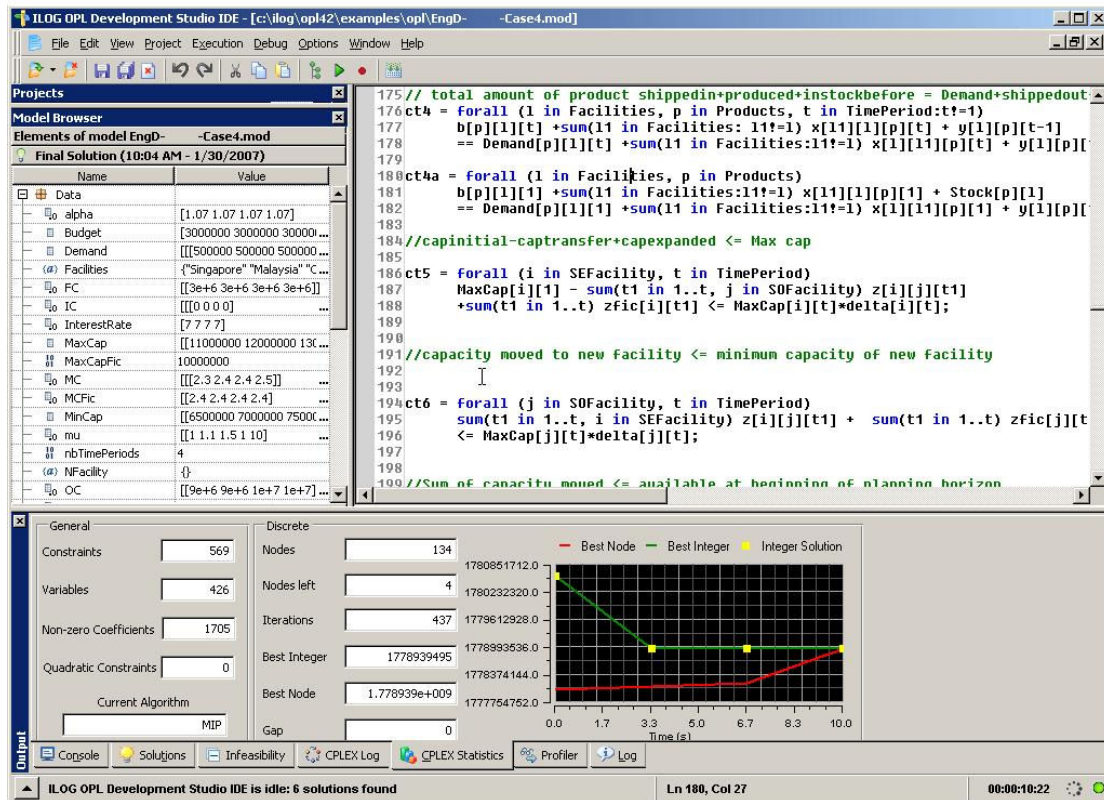 ILOG OPL Development Studio IDE - [c:\ilog\opl42\examples\opl\EngD- -Case4.mod]
File Edit View Project Execution Debug Options Window Help
Projects
Model Browser
Elements of model EngD- -Case4.mod
Final Solution (10:04 AM - 1/30/2007)
Name Value
Data
alpha [1.07 1.07 1.07 1.07]
Budget [3000000 3000000 30000...
Demand [[[500000 500000 500000 ...
Facilities {"Singapore" "Malaysia" "C...
FC [[3e+6 3e+6 3e+6 3e+6]]
IC [[[0 0 0 0] ...
InterestRate [7 7 7 7]
MaxCap [[11000000 12000000 130...
MaxCapFic 10000000
MC [[[2.3 2.4 2.4 2.5]] ...
MCFic [[2.4 2.4 2.4 2.4] ...
MinCap [[6500000 7000000 75000...
mu [[1 1.1 1.5 1 10] ...
nbTimePeriods 4
NFacility {}
OC [[9e+6 9e+6 1e+7 1e+7] ...
175 // total amount of product shippedin+produced+instockbefore = Demand+shippedout
176 ct4 = forall (l in Facilities, p in Products, t in TimePeriod:t!=1)
177 b[p][l][t] +sum(l1 in Facilities: l1!=l) x[l1][l][p][t] + y[l][p][t-1]
178 == Demand[p][l][t] +sum(l1 in Facilities:l1!=l) x[l][l1][p][t] + y[l][p][
179
180 ct4a = forall (l in Facilities, p in Products)
181 b[p][l][1] +sum(l1 in Facilities:l1!=l) x[l1][l][p][1] + Stock[p][l]
182 == Demand[p][l][1] +sum(l1 in Facilities:l1!=l) x[l][l1][p][1] + y[l][p][
183
184 //capinitial-captransfer+capexpanded <= Max cap
185
186 ct5 = forall (i in SEFacility, t in TimePeriod)
187 MaxCap[i][1] - sum(t1 in 1..t, j in SOFacility) z[i][j][t1]
188 +sum(t1 in 1..t) zfic[i][t1] <= MaxCap[i][t]*delta[i][t];
189
190
191 //capacity moved to new facility <= minimum capacity of new facility
192
193
194 ct6 = forall (j in SOFacility, t in TimePeriod)
195 sum(t1 in 1..t, i in SEFacility) z[i][j][t1] + sum(t1 in 1..t) zfic[j][t
196 <= MaxCap[j][t]*delta[j][t];
197
198
199 //Sum of capacity moved <= available at beginning of planning horizon
Output
General
Constraints 569
Variables 426
Non-zero Coefficients 1705
Quadratic Constraints 0
Current Algorithm
MIP
Discrete
Nodes 134
Nodes left 4
Iterations 437
Best Integer 1778939495
Best Node 1.778939e+009
Gap 0
Best Node Best Integer Integer Solution
1780851712.0
1780232320.0
1779612928.0
1778993536.0
1778374144.0
1777754752.0
0.0 1.7 3.3 5.0 6.7 8.3 10.0
Time (s)
Console Solutions Infeasibility CPLEX Log CPLEX Statistics Profiler Log
ILOG OPL Development Studio IDE is idle: 6 solutions found Ln 180, Col 27 00:00:10:22